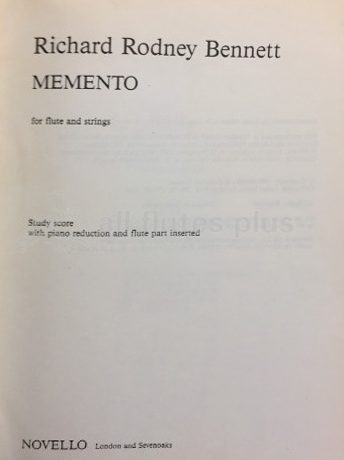 Richard Rodney Bennett
MEMENTO
for flute and strings
all flutes plus
Study score
with piano reduction and flute part inserted
NOVELLO London and Sevenoaks